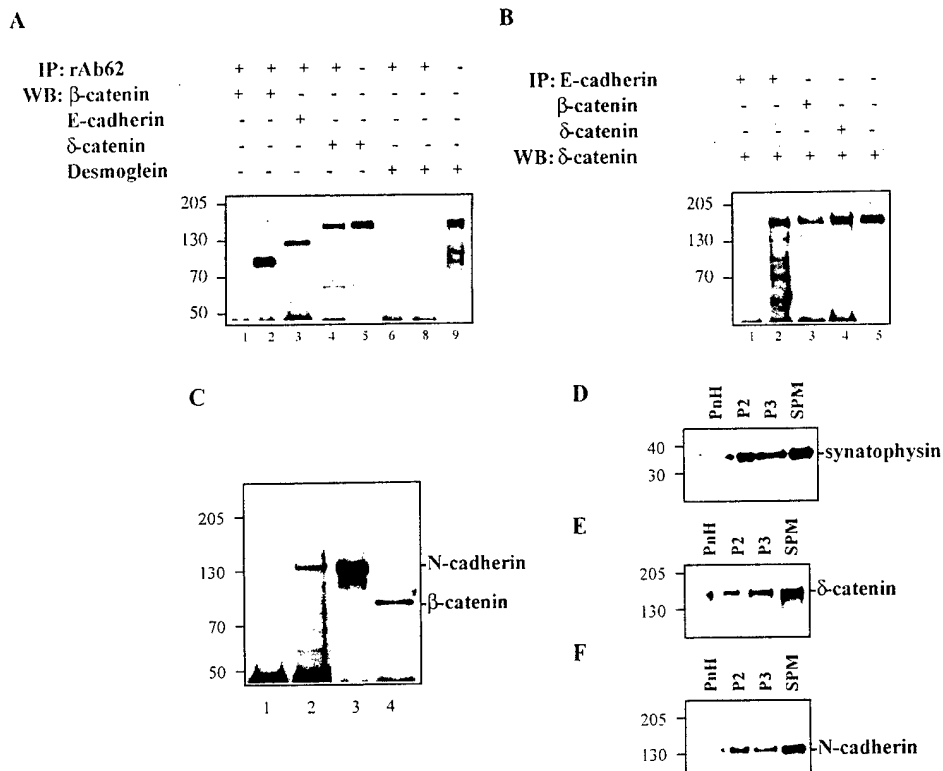 A
IP: rAb62 + + + + - + + -
WB: β-catenin + + - - - - - -
E-cadherin - - + - - - - -
δ-catenin - - - + + - - -
Desmoglein - - - - - + + +
205
130
70
50
1 2 3 4 5 6 8 9
B
IP: E-cadherin + + - - -
β-catenin - - + - -
δ-catenin - - - + -
WB: δ-catenin + + + + +
205
130
70
1 2 3 4 5
C
205
130
70
50
N-cadherin
β-catenin
1 2 3 4
D
PnH P2 P3 SPM
40
30
synatophysin
E
PnH P2 P3 SPM
205
130
δ-catenin
F
PnH P2 P3 SPM
205
130
N-cadherin